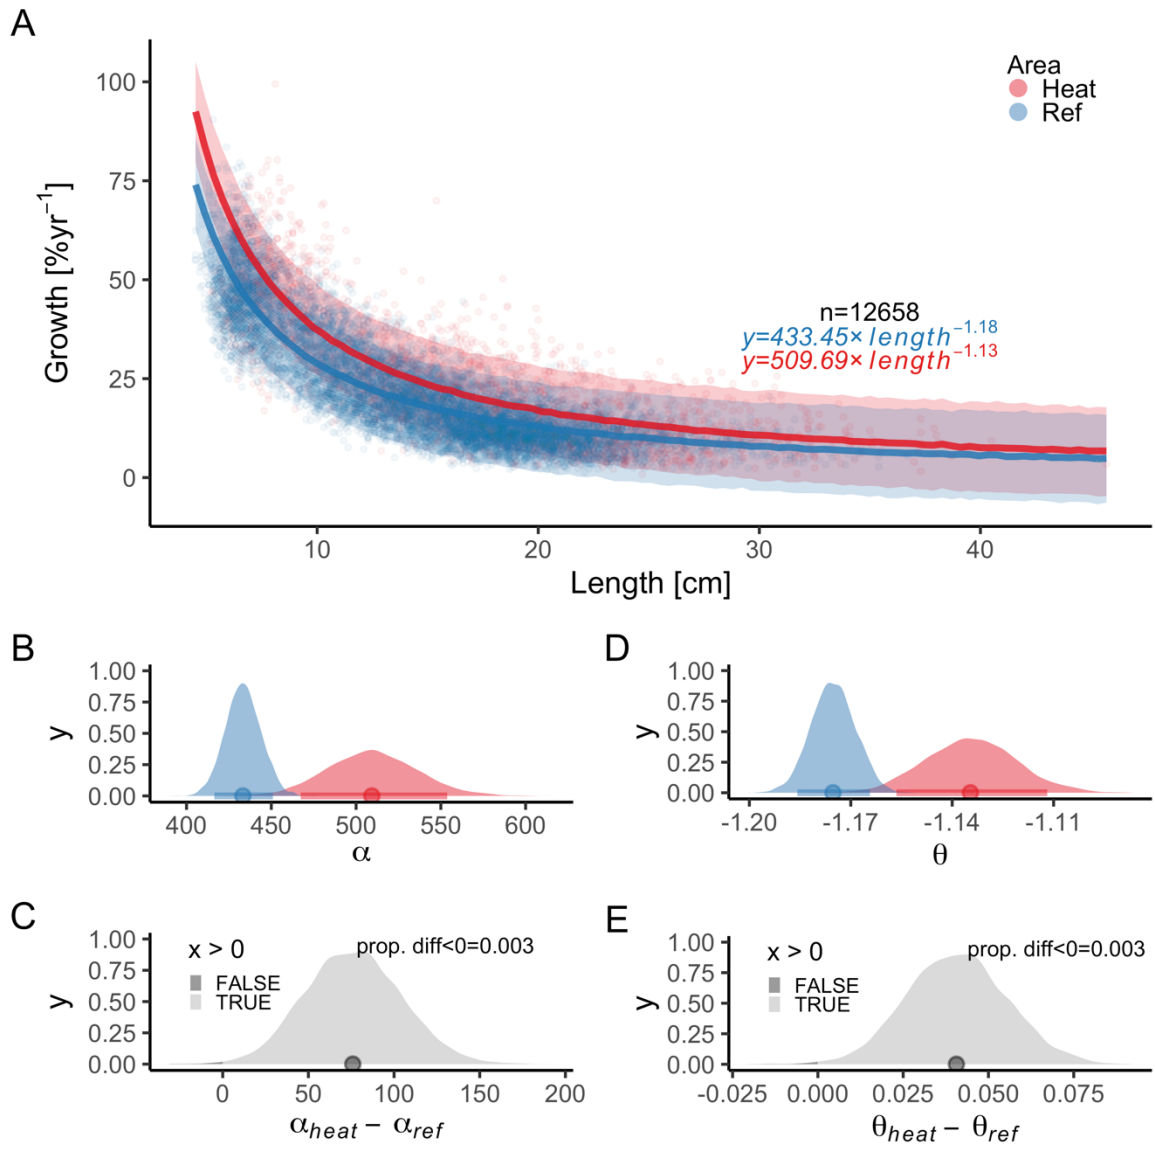 A
Growth [%yr⁻¹]
100
75
50
25
0
Area
Heat
Ref
n=12658
y=433.45× length⁻¹·¹⁸
y=509.69× length⁻¹·¹³
10 20 30 40
Length [cm]
B
y
1.00
0.75
0.50
0.25
0.00
400 450 500 550 600
α
D
y
1.00
0.75
0.50
0.25
0.00
-1.20 -1.17 -1.14 -1.11
θ
C
y
1.00
0.75
0.50
0.25
0.00
x > 0
FALSE
TRUE
prop. diff<0=0.003
0 50 100 150 200
α heat − α ref
E
y
1.00
0.75
0.50
0.25
0.00
x > 0
FALSE
TRUE
prop. diff<0=0.003
-0.025 0.000 0.025 0.050 0.075
θ heat − θ ref